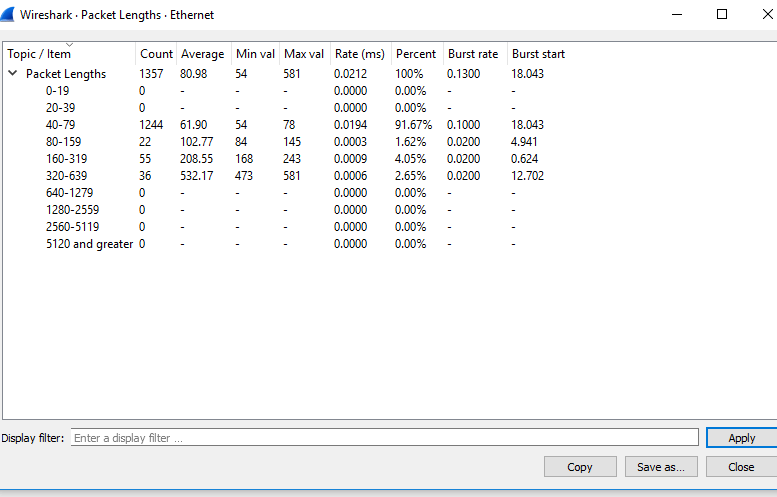 Wireshark · Packet Lengths · Ethernet
Topic / Item Count Average Min val Max val Rate (ms) Percent Burst rate Burst start
Packet Lengths 1357 80.98 54 581 0.0212 100% 0.1300 18.043
0-19 0 - - - 0.0000 0.00% - -
20-39 0 - - - 0.0000 0.00% - -
40-79 1244 61.90 54 78 0.0194 91.67% 0.1000 18.043
80-159 22 102.77 84 145 0.0003 1.62% 0.0200 4.941
160-319 55 208.55 168 243 0.0009 4.05% 0.0200 0.624
320-639 36 532.17 473 581 0.0006 2.65% 0.0200 12.702
640-1279 0 - - - 0.0000 0.00% - -
1280-2559 0 - - - 0.0000 0.00% - -
2560-5119 0 - - - 0.0000 0.00% - -
5120 and greater 0 - - - 0.0000 0.00% - -
Display filter: Enter a display filter ... Apply
Copy Save as... Close